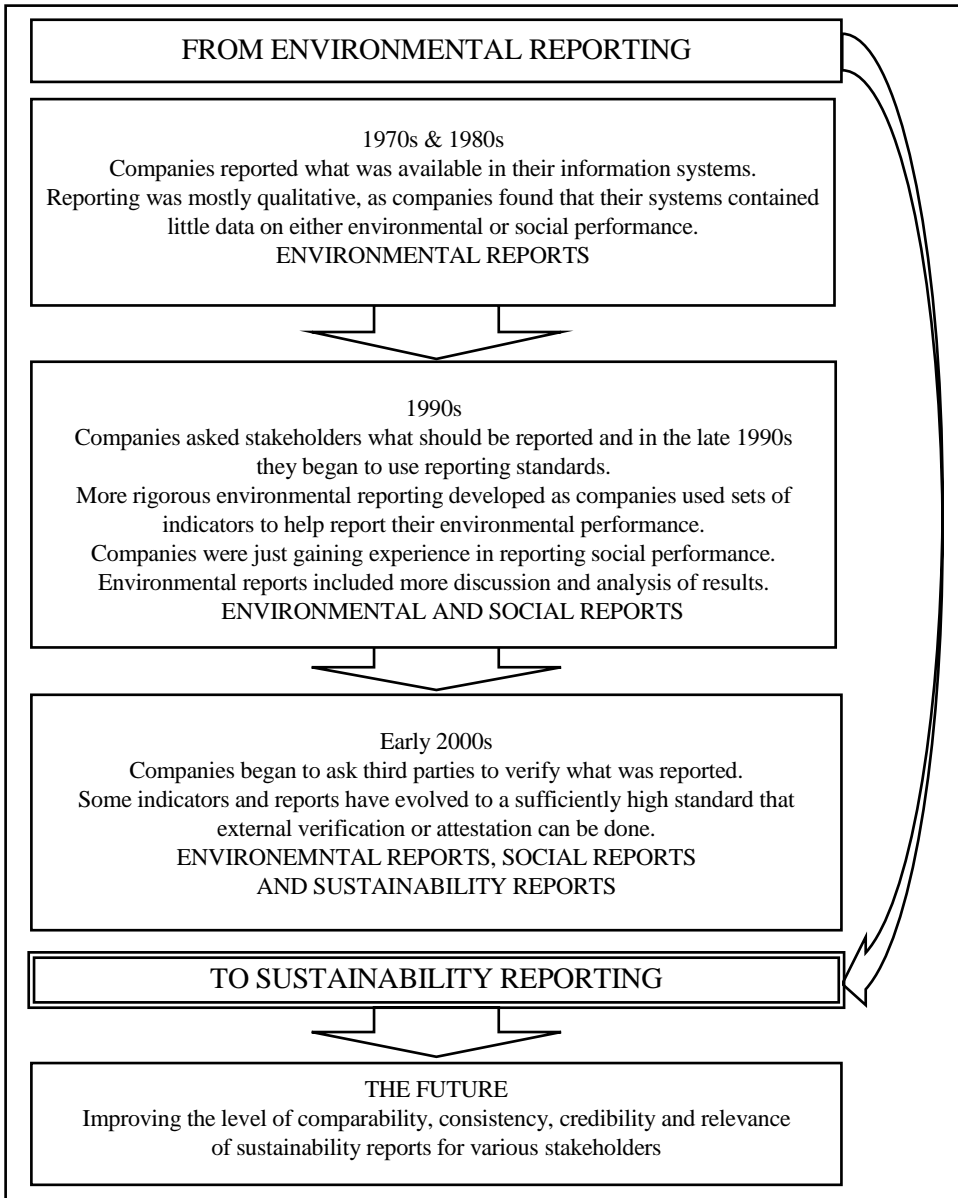 FROM ENVIRONMENTAL REPORTING
1970s & 1980s
Companies reported what was available in their information systems.
Reporting was mostly qualitative, as companies found that their systems contained
little data on either environmental or social performance.
ENVIRONMENTAL REPORTS
1990s
Companies asked stakeholders what should be reported and in the late 1990s
they began to use reporting standards.
More rigorous environmental reporting developed as companies used sets of
indicators to help report their environmental performance.
Companies were just gaining experience in reporting social performance.
Environmental reports included more discussion and analysis of results.
ENVIRONMENTAL AND SOCIAL REPORTS
Early 2000s
Companies began to ask third parties to verify what was reported.
Some indicators and reports have evolved to a sufficiently high standard that
external verification or attestation can be done.
ENVIRONEMNTAL REPORTS, SOCIAL REPORTS
AND SUSTAINABILITY REPORTS
TO SUSTAINABILITY REPORTING
THE FUTURE
Improving the level of comparability, consistency, credibility and relevance
of sustainability reports for various stakeholders